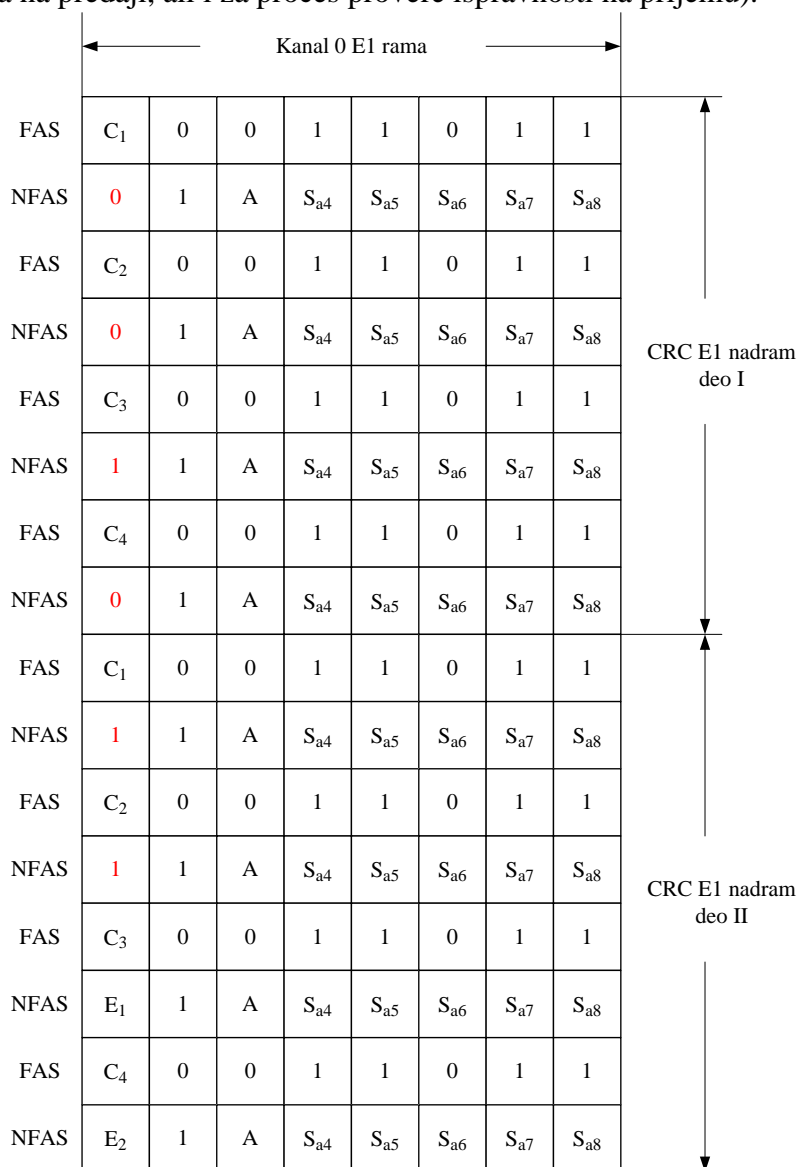 na predaji, ali i za proces provere ispravnosti na prijemu).
Kanal 0 E1 rama
FAS C₁ 0 0 1 1 0 1 1
NFAS 0 1 A Sₐ₄ Sₐ₅ Sₐ₆ Sₐ₇ Sₐ₈
FAS C₂ 0 0 1 1 0 1 1
NFAS 0 1 A Sₐ₄ Sₐ₅ Sₐ₆ Sₐ₇ Sₐ₈
CRC E1 nadram
deo I
FAS C₃ 0 0 1 1 0 1 1
NFAS 1 1 A Sₐ₄ Sₐ₅ Sₐ₆ Sₐ₇ Sₐ₈
FAS C₄ 0 0 1 1 0 1 1
NFAS 0 1 A Sₐ₄ Sₐ₅ Sₐ₆ Sₐ₇ Sₐ₈
FAS C₁ 0 0 1 1 0 1 1
NFAS 1 1 A Sₐ₄ Sₐ₅ Sₐ₆ Sₐ₇ Sₐ₈
FAS C₂ 0 0 1 1 0 1 1
NFAS 1 1 A Sₐ₄ Sₐ₅ Sₐ₆ Sₐ₇ Sₐ₈
CRC E1 nadram
deo II
FAS C₃ 0 0 1 1 0 1 1
NFAS E₁ 1 A Sₐ₄ Sₐ₅ Sₐ₆ Sₐ₇ Sₐ₈
FAS C₄ 0 0 1 1 0 1 1
NFAS E₂ 1 A Sₐ₄ Sₐ₅ Sₐ₆ Sₐ₇ Sₐ₈